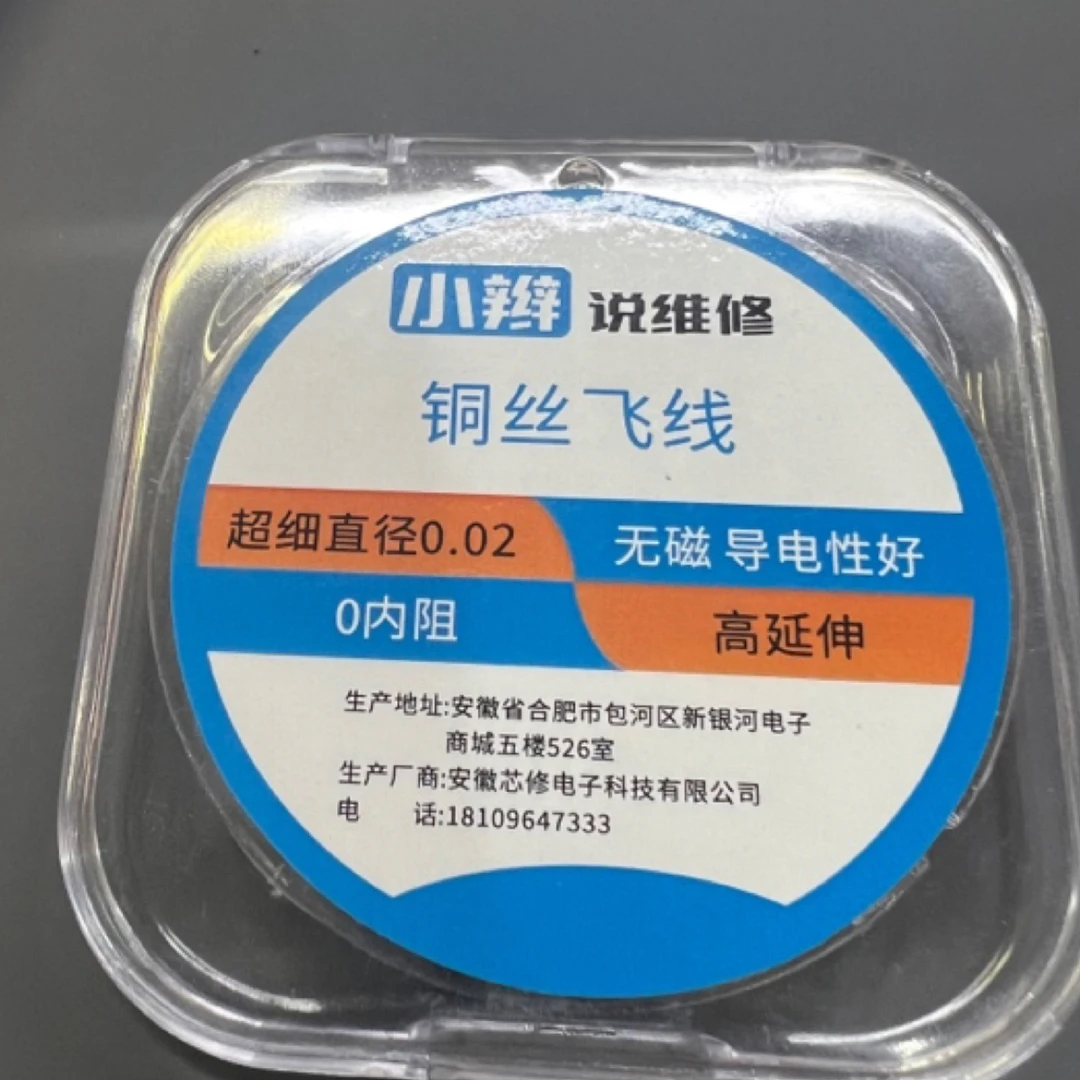 小辫 说维修
铜丝飞线
超细直径0.02
无磁 导电性好
0内阻
高延伸
生产地址:安徽省合肥市包河区新银河电子
商城五楼526室
生产厂商:安徽芯修电子科技有限公司
电 话:18109647333